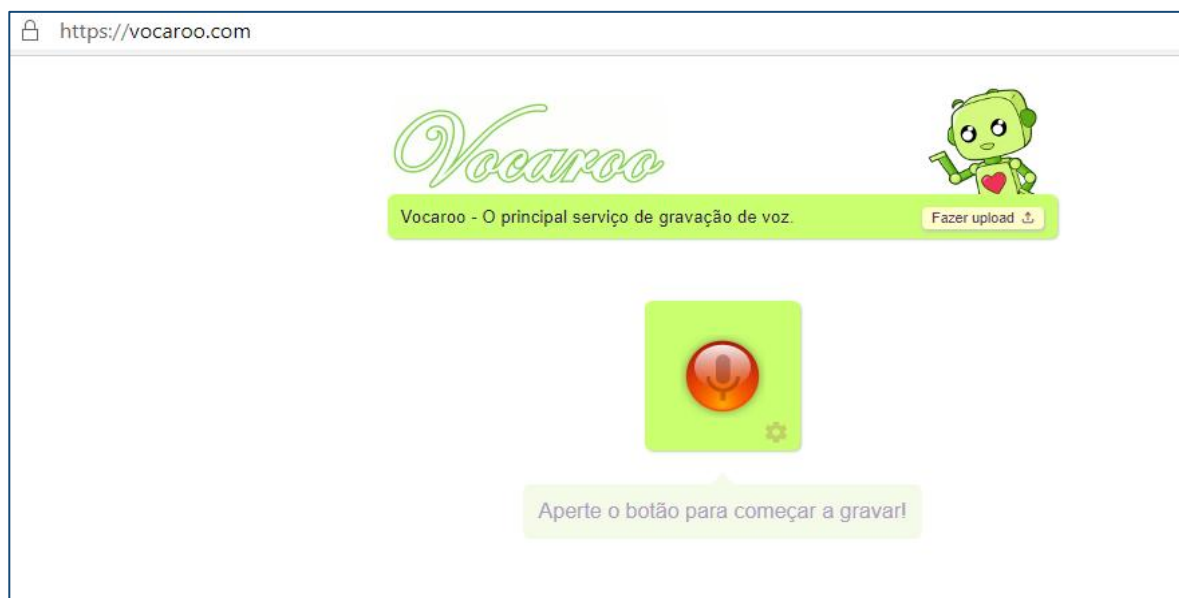 https://vocaroo.com
Vocaroo
Vocaroo - O principal serviço de gravação de voz.
Fazer upload
Aperte o botão para começar a gravar!